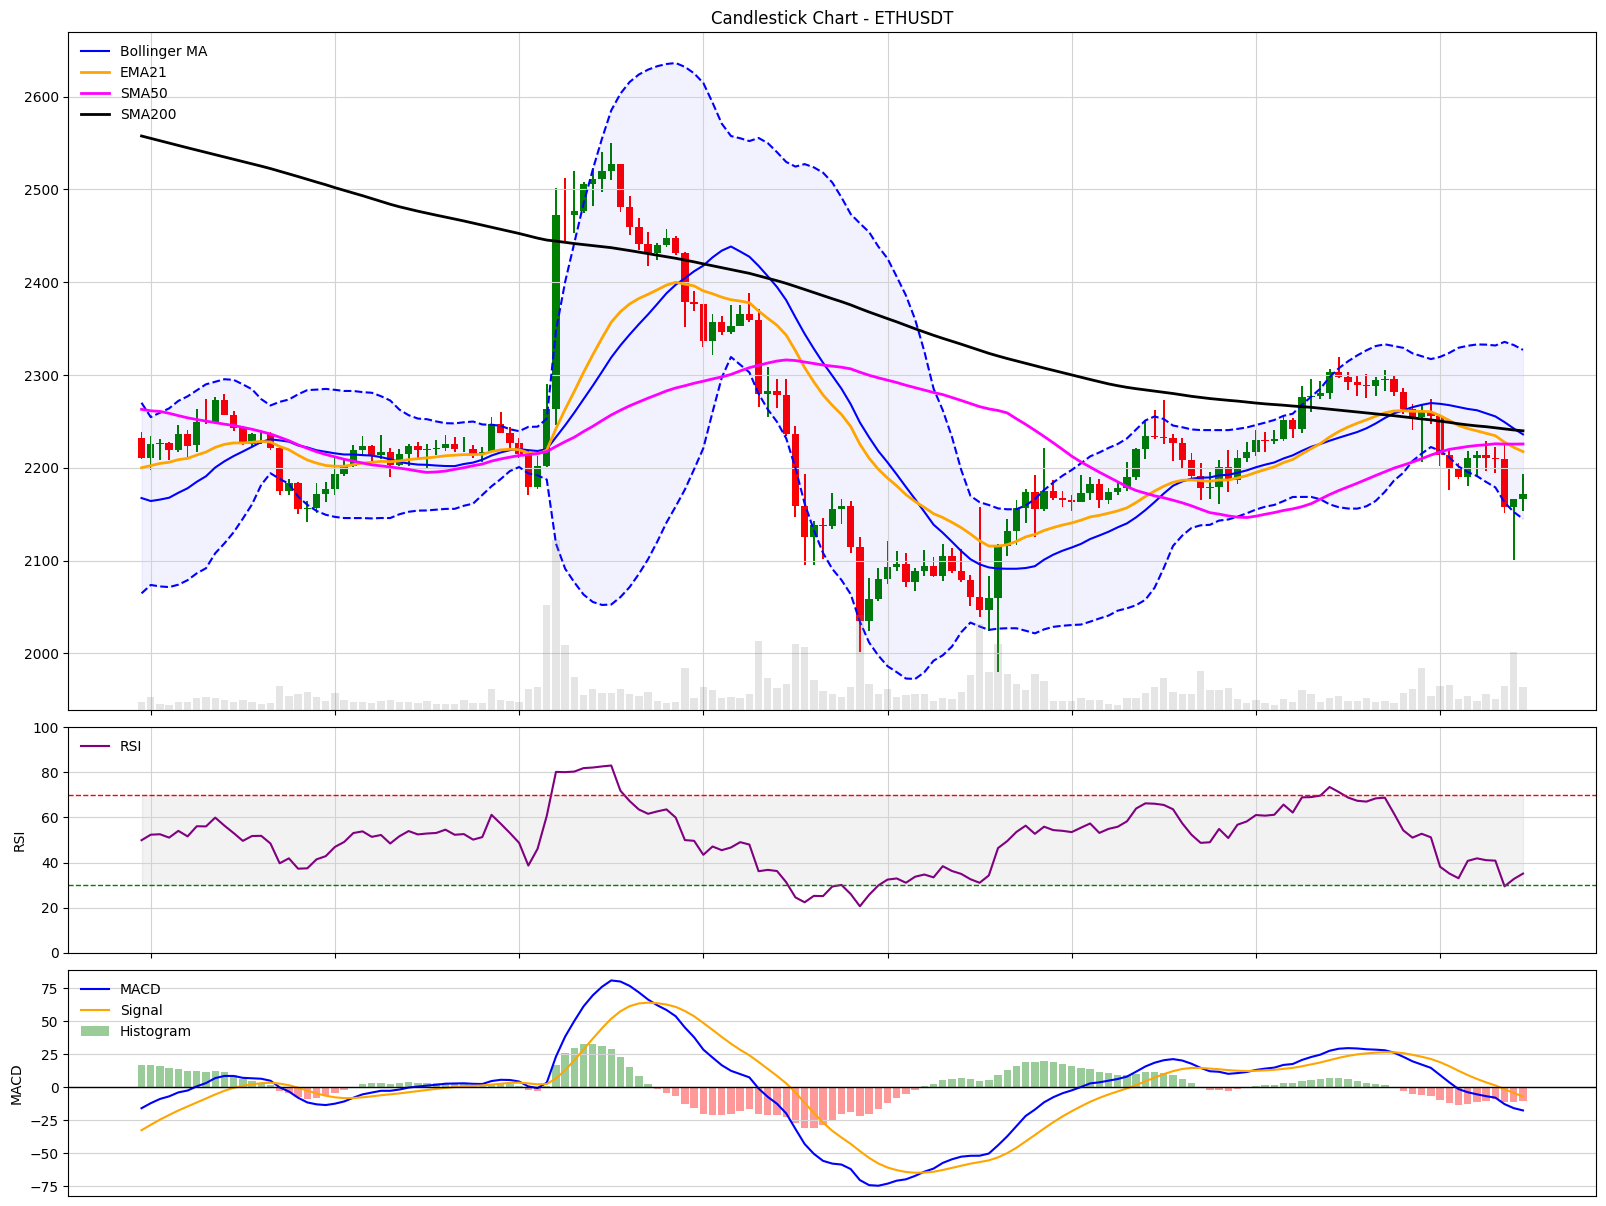 Candlestick Chart - ETHUSDT
Bollinger MA
EMA21
SMA50
SMA200
2600
2500
2400
2300
2200
2100
2000
RSI
100
80
60
40
20
0
RSI
MACD
Signal
Histogram
75
50
25
0
−25
−50
−75
MACD